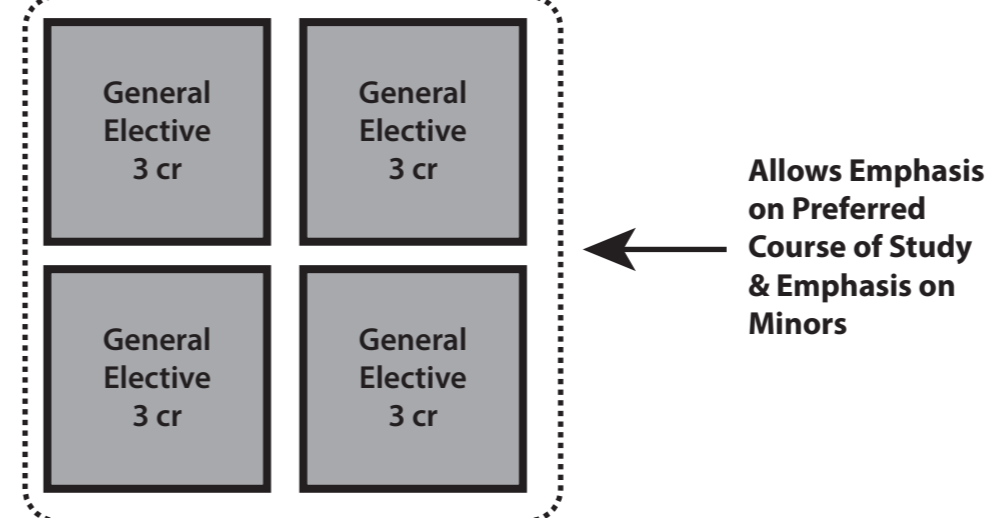 General
Elective
3 cr
General
Elective
3 cr
General
Elective
3 cr
General
Elective
3 cr
Allows Emphasis
on Preferred
Course of Study
& Emphasis on
Minors